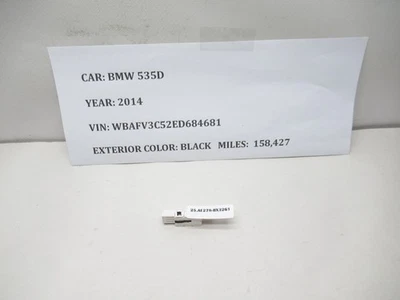 CAR: BMW 535D
YEAR: 2014
VIN: WBAFV3C52ED684681
EXTERIOR COLOR: BLACK MILES: 158,427